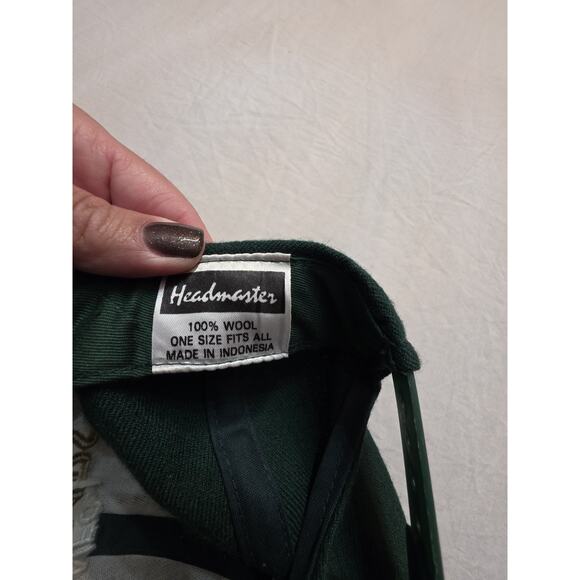 Headmaster
100% WOOL
ONE SIZE FITS ALL
MADE IN INDONESIA